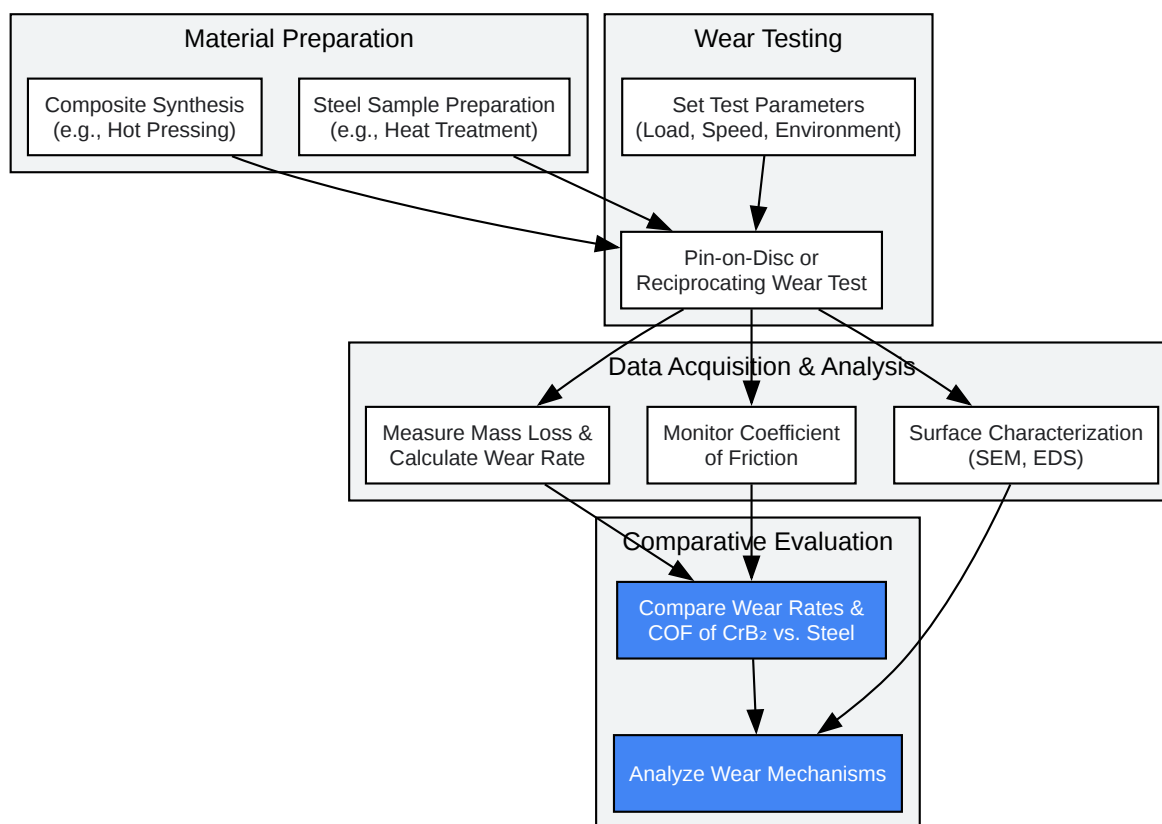 Material Preparation
Composite Synthesis
(e.g., Hot Pressing)
Steel Sample Preparation
(e.g., Heat Treatment)
Wear Testing
Set Test Parameters
(Load, Speed, Environment)
Pin-on-Disc or
Reciprocating Wear Test
Data Acquisition & Analysis
Measure Mass Loss &
Calculate Wear Rate
Monitor Coefficient
of Friction
Surface Characterization
(SEM, EDS)
Comparative Evaluation
Compare Wear Rates &
COF of CrB₂ vs. Steel
Analyze Wear Mechanisms